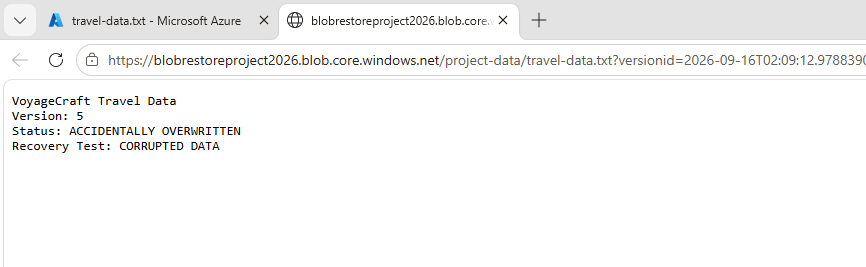 travel-data.txt - Microsoft Azure
blobrestoreproject2026.blob.core.
https://blobrestoreproject2026.blob.core.windows.net/project-data/travel-data.txt?versionid=2026-09-16T02:09:12.978839
VoyageCraft Travel Data
Version: 5
Status: ACCIDENTALLY OVERWRITTEN
Recovery Test: CORRUPTED DATA